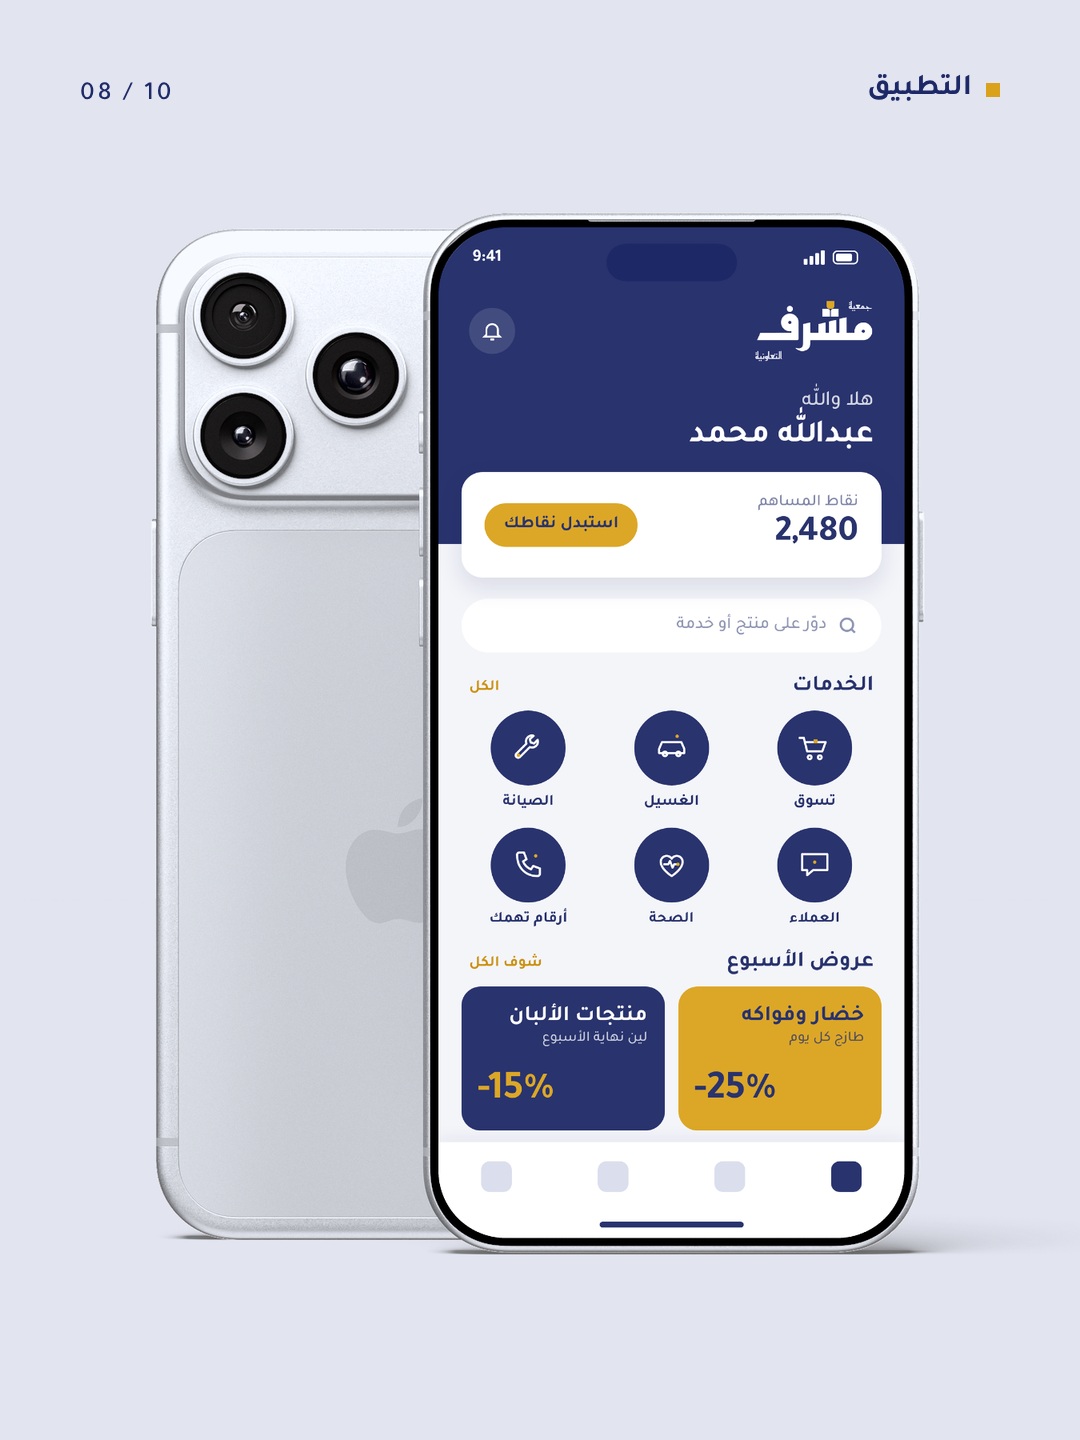 التطبيق
08 / 10
9:41
جمعية
مشرف
التعاونية
هلا والله
عبدالله محمد
نقاط المساهم
2,480
استبدل نقاطك
دوّر على منتج أو خدمة
الخدمات
الكل
تسوق
الغسيل
الصيانة
العملاء
الصحة
أرقام تهمك
عروض الأسبوع
شوف الكل
خضار وفواكه
طازج كل يوم
-25%
منتجات الألبان
لين نهاية الأسبوع
-15%